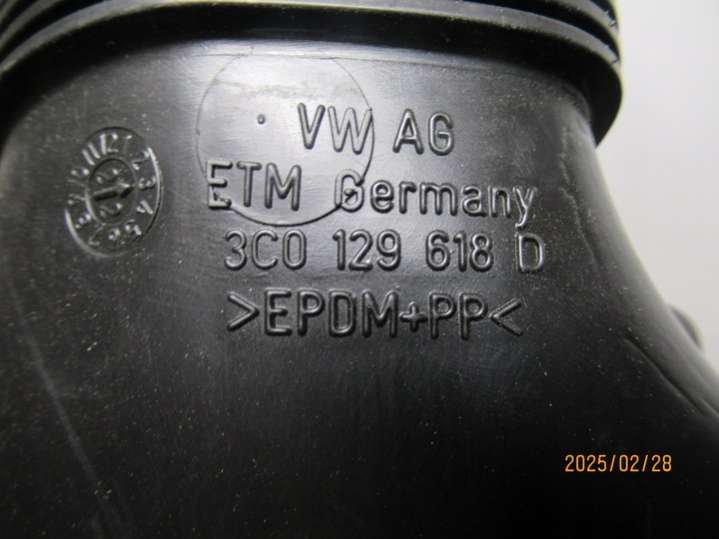 VW AG
ETM Germany
3C0 129 618 D
>EPDM+PP<
2025/02/28